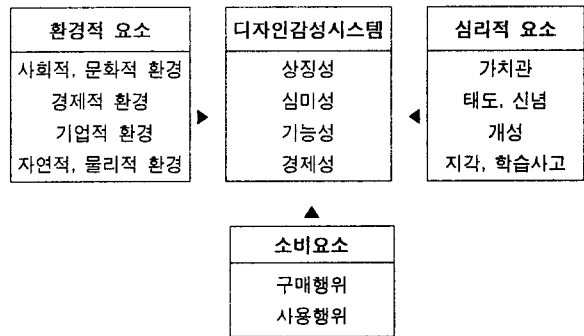 환경적 요소
사회적, 문화적 환경
경제적 환경
기업적 환경
자연적, 물리적 환경
디자인감성시스템
상징성
심미성
기능성
경제성
심리적 요소
가치관
태도, 신념
개성
지각, 학습사고
소비요소
구매행위
사용행위